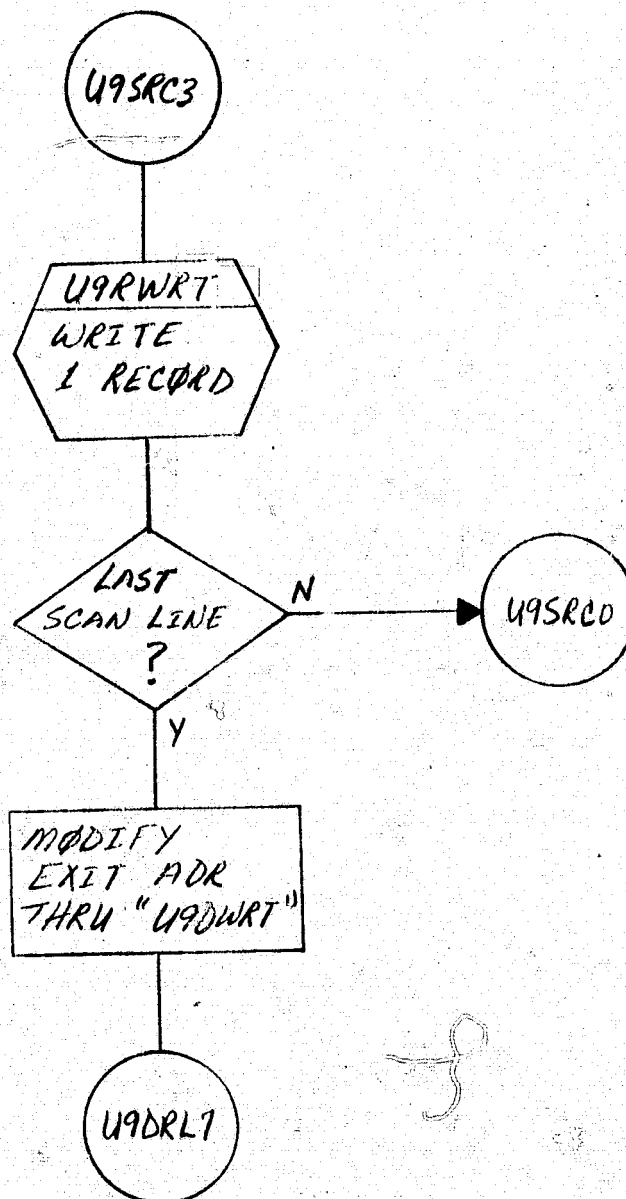 U9SRC3
U9RWRT
WRITE
1 RECØRD
LAST
SCAN LINE
?
N
U9SRC0
Y
MØDIFY
EXIT ADR
THRU "U9DWRT"
U9DRL7